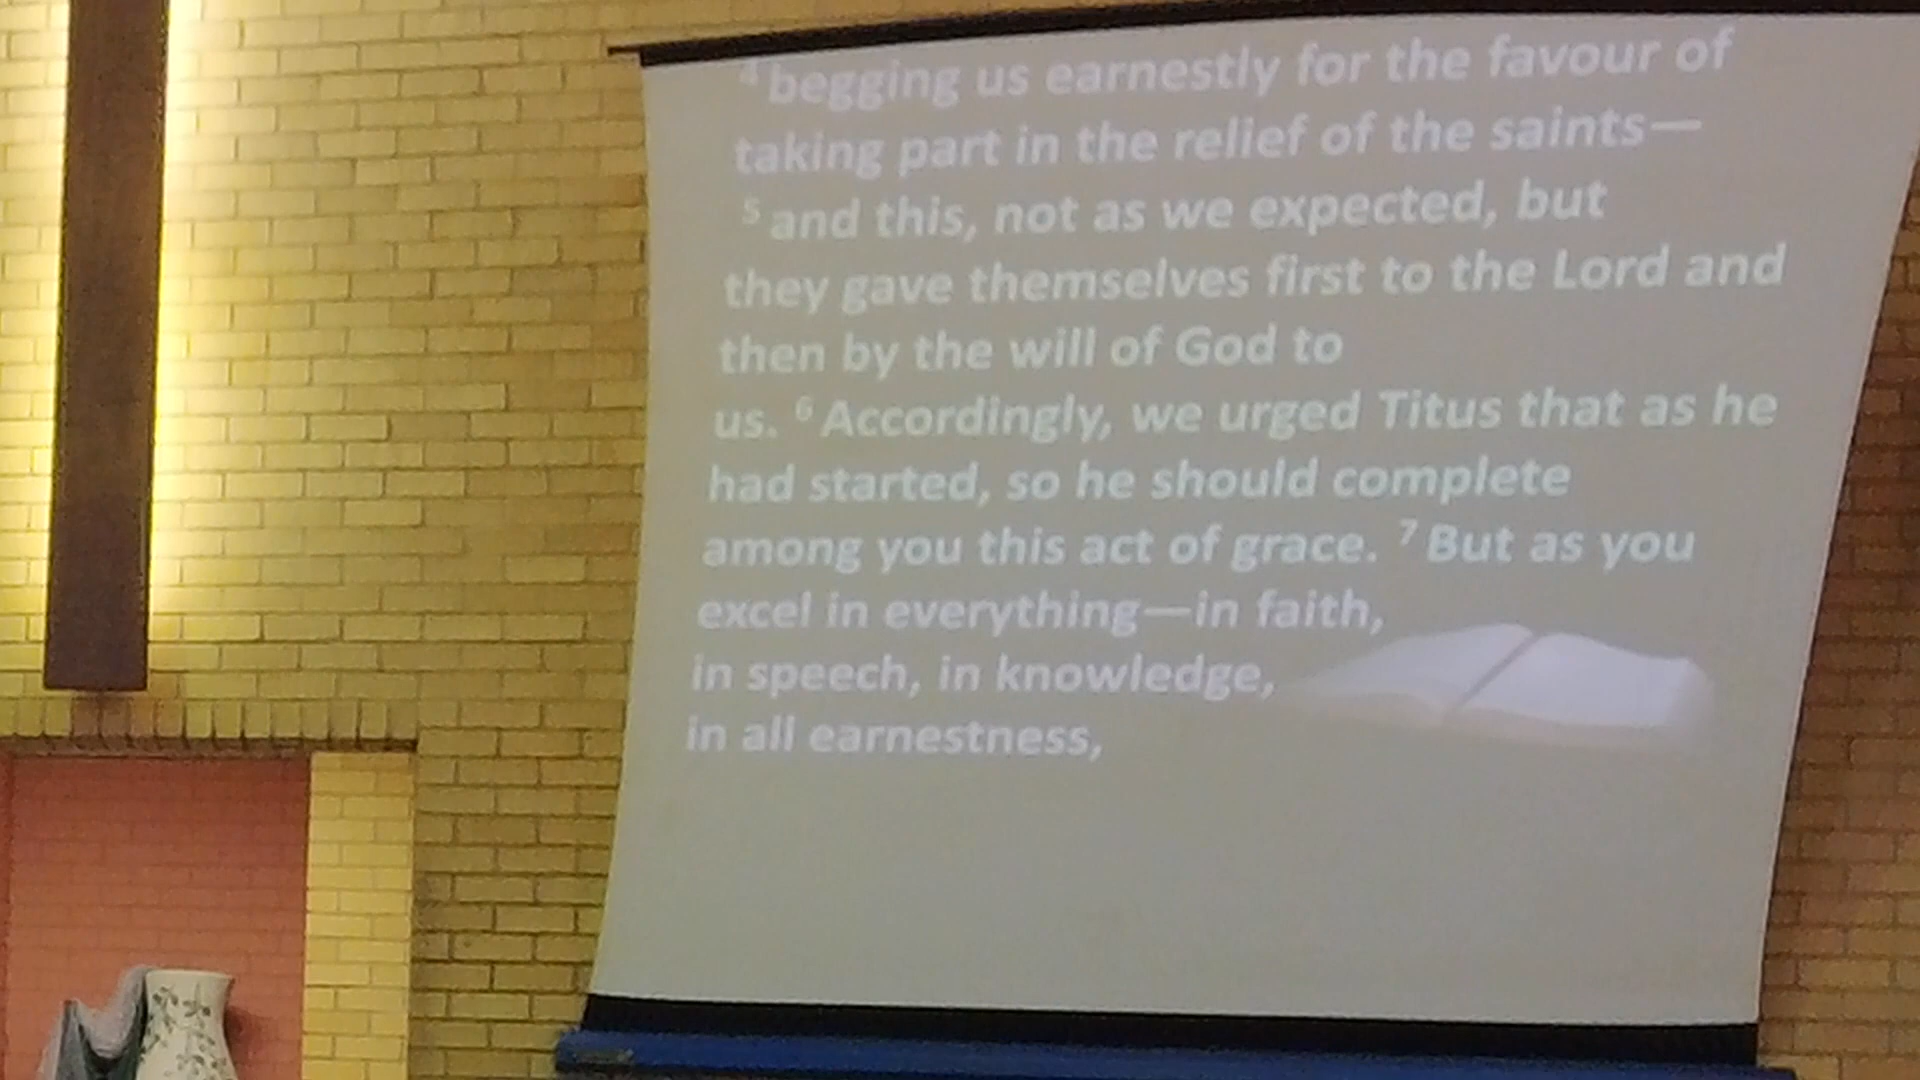 4 begging us earnestly for the favour of
taking part in the relief of the saints—
5 and this, not as we expected, but
they gave themselves first to the Lord and
then by the will of God to
us. 6 Accordingly, we urged Titus that as he
had started, so he should complete
among you this act of grace. 7 But as you
excel in everything—in faith,
in speech, in knowledge,
in all earnestness,